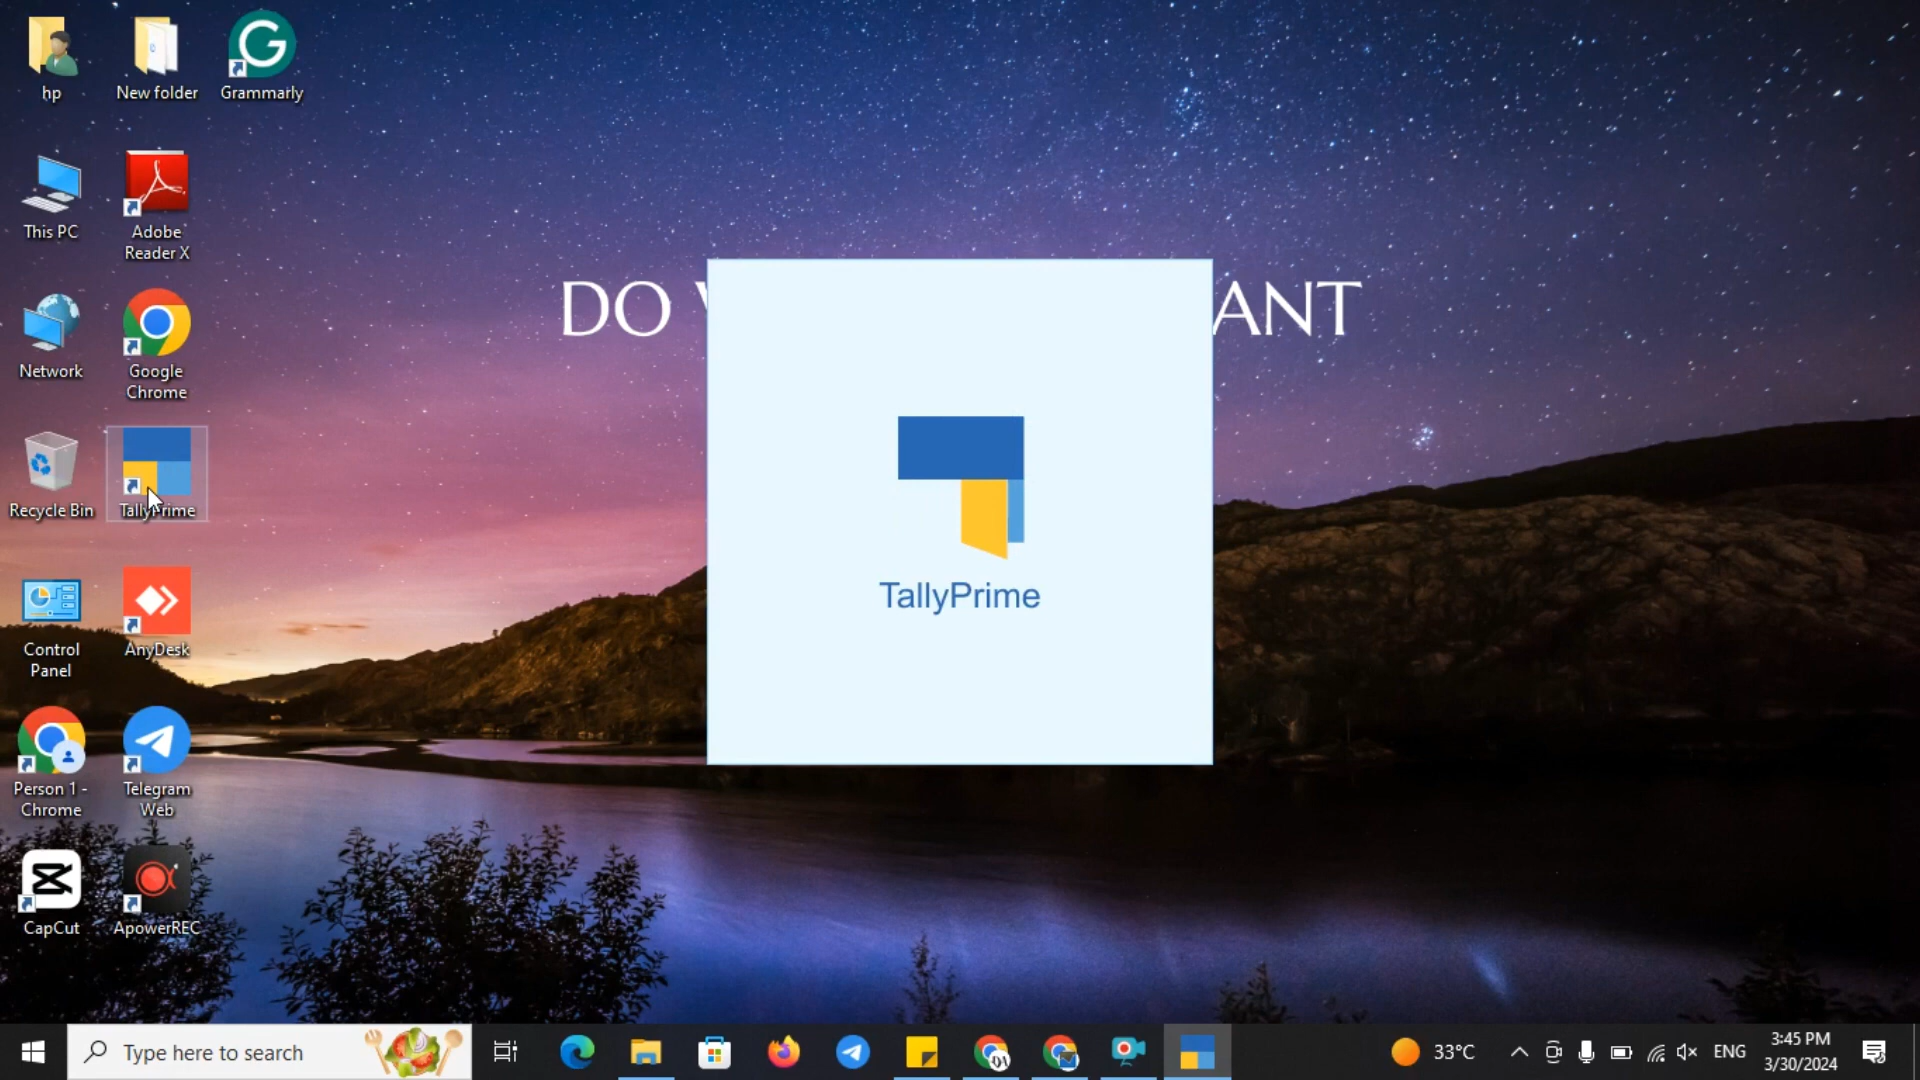 hp
New folder
Grammarly
This PC
Adobe
Reader X
Network
Google
Chrome
Recycle Bin
TallyPrime
Control
Panel
AnyDesk
Person 1 -
Chrome
Telegram
Web
CapCut
ApowerREC
DO
ANT
TallyPrime
Type here to search
33°C
ENG
3:45 PM
3/30/2024